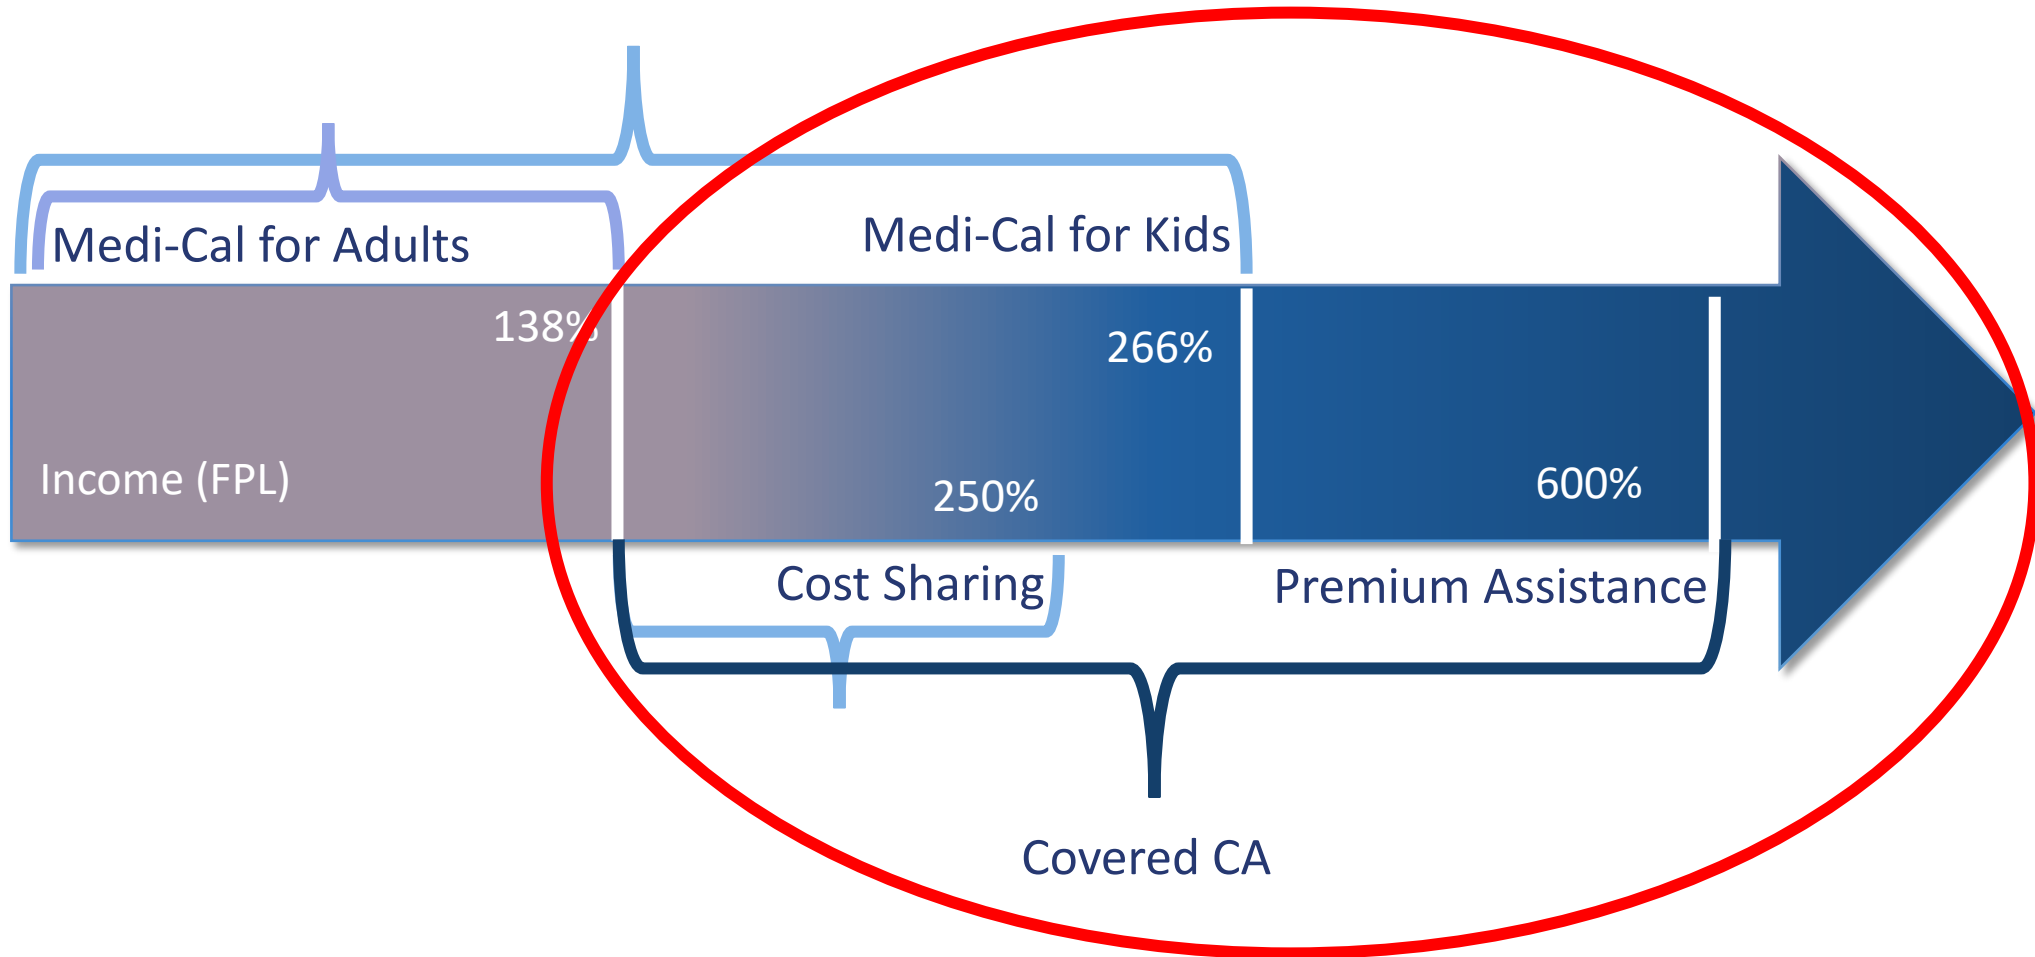 Medi-Cal for Adults
Medi-Cal for Kids
138%
266%
Income (FPL)
250%
600%
Cost Sharing
Premium Assistance
Covered CA